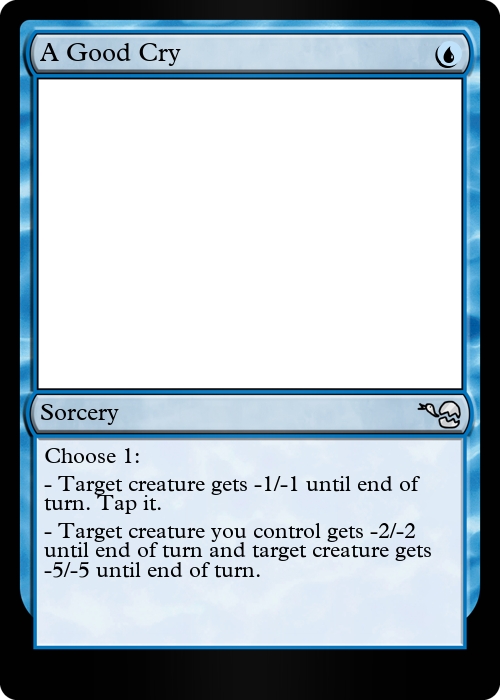 A Good Cry
Sorcery
Choose 1:
- Target creature gets -1/-1 until end of
turn. Tap it.
- Target creature you control gets -2/-2
until end of turn and target creature gets
-5/-5 until end of turn.